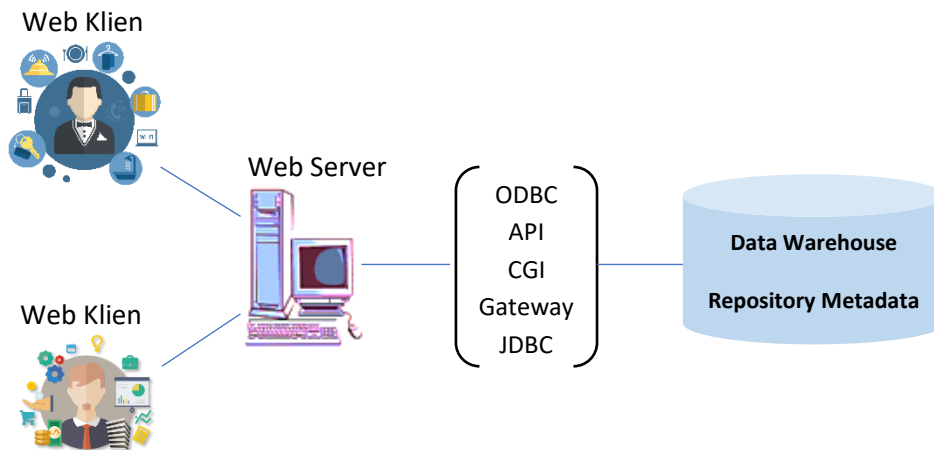 Web Klien
Web Server
Web Klien
ODBC
API
CGI
Gateway
JDBC
Data Warehouse
Repository Metadata